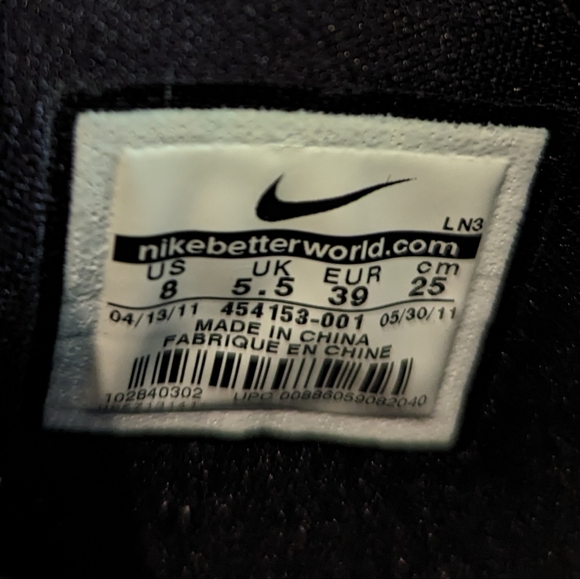 LN3
nikebetterworld.com
US UK EUR cm
8 5.5 39 25
04/13/11 454153-001 05/30/11
MADE IN CHINA
FABRIQUE EN CHINE
102840302 UPC 00886059082040